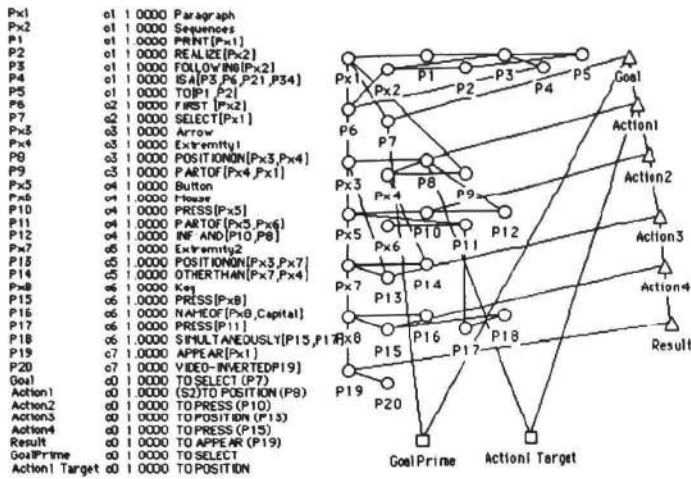 Px1 c1 1 0000 Paragraph
Px2 c1 1 0000 Sequences
P1 c1 1 0000 PRINT[Px1]
P2 c1 1 0000 REALIZE[Px2]
P3 c1 1 0000 FOLLOWING[Px2]
P4 c1 1 0000 ISA[P3,P6,P21,P34]
P5 c1 1 0000 TO[P1,P2]
P6 c2 1 0000 FIRST [Px2]
P7 c2 1 0000 SELECT[Px1]
Px3 c3 1 0000 Arrow
Px4 c3 1 0000 Extremity1
P8 c3 1 0000 POSITIONON[Px3,Px4]
P9 c3 1 0000 PARTOF[Px4,Px1]
Px5 c4 1 0000 Button
Px6 c4 1 0000 Mouse
P10 c4 1 0000 PRESS[Px5]
P11 c4 1 0000 PARTOF[Px5,Px6]
P12 c4 1 0000 INF AND[P10,P8]
Px7 c5 1 0000 Extremity2
P13 c5 1 0000 POSITIONON[Px3,Px7]
P14 c5 1 0000 OTHERTHAN[Px7,Px4]
Px8 c6 1 0000 Key
P15 c6 1 0000 PRESS[Px8]
P16 c6 1 0000 NAMEOF[Px8,Capital]
P17 c6 1 0000 PRESS[P11]
P18 c6 1 0000 SIMULTANEOUSLY[P15,P17]
P19 c7 1 0000 APPEAR[Px1]
P20 c7 1 0000 VIDEO-INVERTED[P19]
Goal c0 1 0000 TO SELECT (P7)
Action1 c0 1 0000 (S2)TO POSITION (P8)
Action2 c0 1 0000 TO PRESS (P10)
Action3 c0 1 0000 TO POSITION (P13)
Action4 c0 1 0000 TO PRESS (P15)
Result c0 1 0000 TO APPEAR (P19)
GoalPrime c0 1 0000 TO SELECT
Action1 Target c0 1 0000 TO POSITION
Px1 Px2 P1 P2 P3 P4 P5 Goal
P6 P7 Action1
Px3 Px4 P8 P9 Action2
Px5 Px6 P10 P11 P12 Action3
Px7 P13 P14 Action4
Px8 P15 P16 P17 P18 Result
P19 P20
GoalPrime Action1 Target